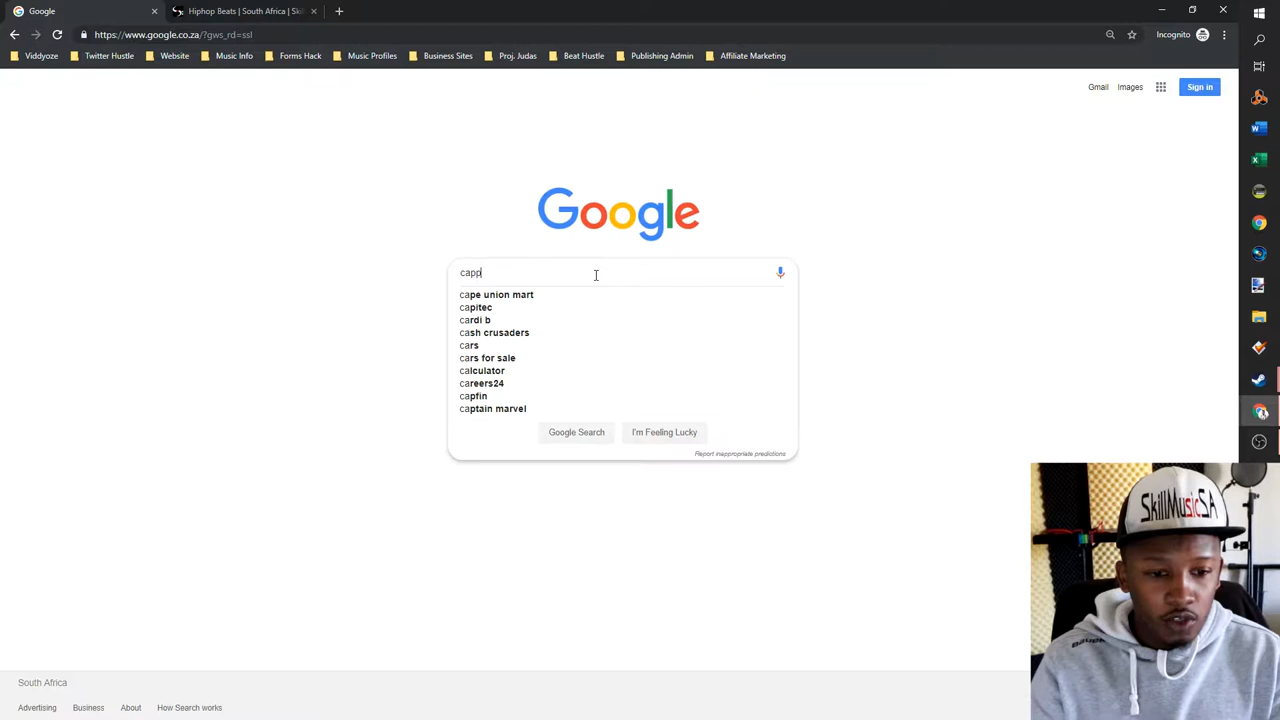 Google
Hiphop Beats | South Africa | Skil
https://www.google.co.za/?gws_rd=ssl
Incognito
Viddyoze
Twitter Hustle
Website
Music Info
Forms Hack
Music Profiles
Business Sites
Proj. Judas
Beat Hustle
Publishing Admin
Affiliate Marketing
Gmail
Images
Sign in
Google
capp
cape union mart
capitec
cardi b
cash crusaders
cars
cars for sale
calculator
careers24
capfin
captain marvel
Google Search
I'm Feeling Lucky
Report inappropriate predictions
SkillMusicSA
South Africa
Advertising
Business
About
How Search works